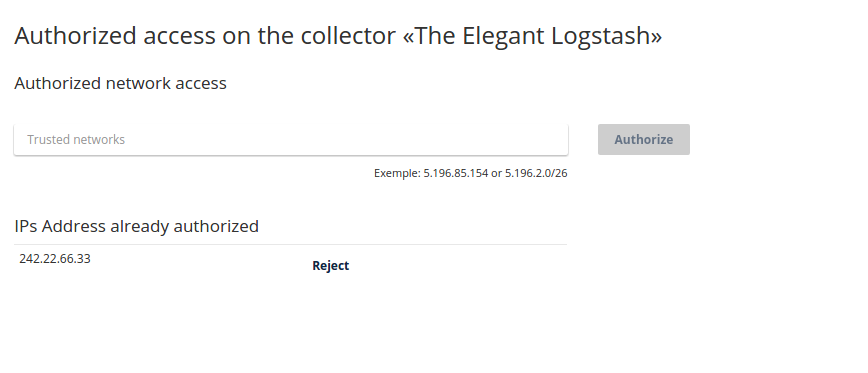 Authorized access on the collector «The Elegant Logstash»
Authorized network access
Trusted networks
Authorize
Exemple: 5.196.85.154 or 5.196.2.0/26
IPs Address already authorized
242.22.66.33
Reject